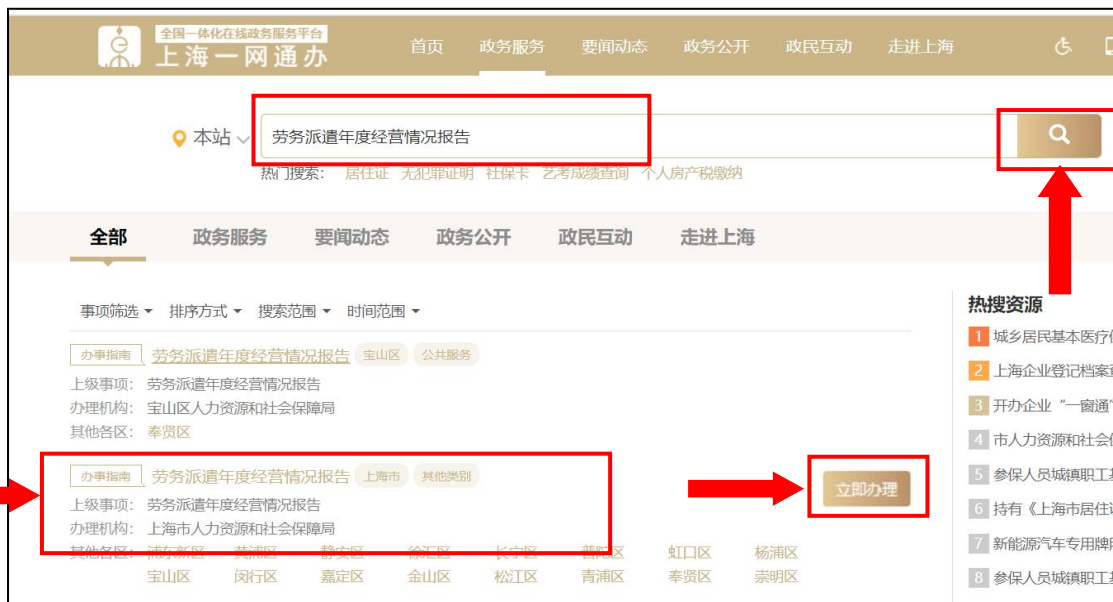 全国一体化在线政务服务平台
上海一网通办
首页 政务服务 要闻动态 政务公开 政民互动 走进上海
本站 劳务派遣年度经营情况报告
热门搜索： 居住证 无犯罪证明 社保卡 艺考成绩查询 个人房产税缴纳
全部 政务服务 要闻动态 政务公开 政民互动 走进上海
事项筛选 排序方式 搜索范围 时间范围
办事指南 劳务派遣年度经营情况报告 宝山区 公共服务
上级事项： 劳务派遣年度经营情况报告
办理机构： 宝山区人力资源和社会保障局
其他各区： 奉贤区
办事指南 劳务派遣年度经营情况报告 上海市 其他类别
立即办理
上级事项： 劳务派遣年度经营情况报告
办理机构： 上海市人力资源和社会保障局
其他各区： 浦东新区 黄浦区 静安区 徐汇区 长宁区 普陀区 虹口区 杨浦区
宝山区 闵行区 嘉定区 金山区 松江区 青浦区 奉贤区 崇明区
热搜资源
1 城乡居民基本医疗
2 上海企业登记档案
3 开办企业“一窗通”
4 市人力资源和社会
5 参保人员城镇职工
6 持有《上海市居住
7 新能源汽车专用牌
8 参保人员城镇职工